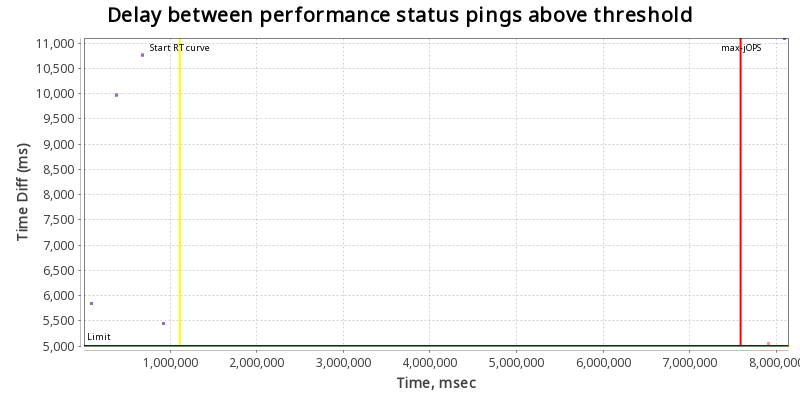 Delay between performance status pings above threshold
Time Diff (ms)
11,000
10,500
10,000
9,500
9,000
8,500
8,000
7,500
7,000
6,500
6,000
5,500
5,000
Start RT curve
max-jOPS
Limit
1,000,000 2,000,000 3,000,000 4,000,000 5,000,000 6,000,000 7,000,000 8,000,000
Time, msec